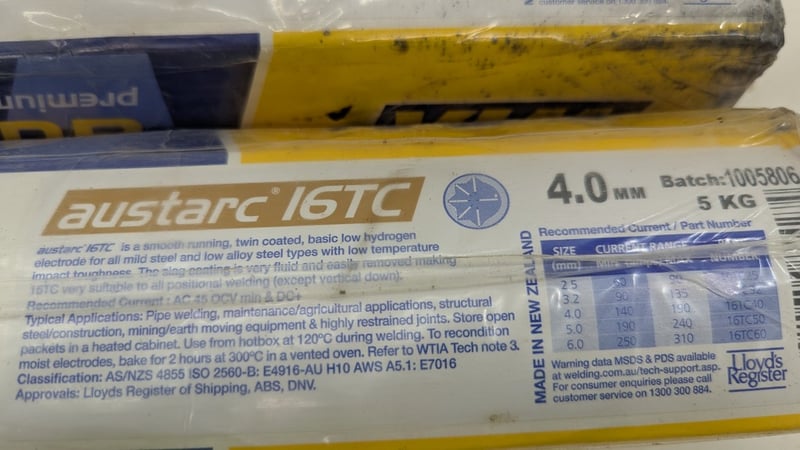 customer service on 1300 300 884.
premium
austarc® 16TC
4.0 MM
Batch:1005806
5 KG
austarc 16TC is a smooth running, twin coated, basic low hydrogen
electrode for all mild steel and low alloy steel types with low temperature
impact toughness. The slag coating is very fluid and easily removed making
16TC very suitable to all positional welding (except vertical down).
Recommended Current : AC 45 OCV min & DC+
Typical Applications: Pipe welding, maintenance/agricultural applications, structural
steel/construction, mining/earth moving equipment & highly restrained joints. Store open
packets in a heated cabinet. Use from hotbox at 120°C during welding. To recondition
moist electrodes, bake for 2 hours at 300°C in a vented oven. Refer to WTIA Tech note 3.
Classification: AS/NZS 4855 ISO 2560-B: E4916-AU H10 AWS A5.1: E7016
Approvals: Lloyds Register of Shipping, ABS, DNV.
MADE IN NEW ZEALAND
Recommended Current / Part Number
SIZE CURRENT RANGE
(mm) NUMBER
2.5
3.2 90 135
4.0 140 190 16TC40
5.0 190 240 16TC50
6.0 250 310 16TC60
Warning data MSDS & PDS available
at welding.com.au/tech-support.asp.
For consumer enquiries please call
customer service on 1300 300 884.
Lloyd's
Register